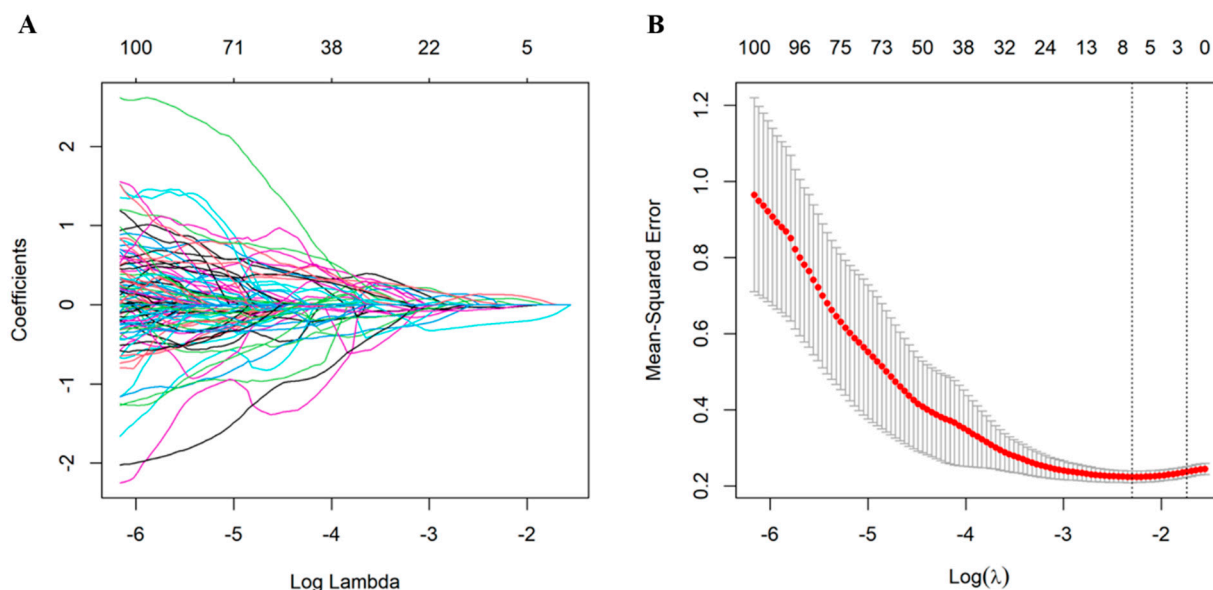 A
100 71 38 22 5
2
1
0
-1
-2
Coefficients
-6 -5 -4 -3 -2
Log Lambda
B
100 96 75 73 50 38 32 24 13 8 5 3 0
1.2
1.0
0.8
0.6
0.4
0.2
Mean-Squared Error
-6 -5 -4 -3 -2
Log(λ)